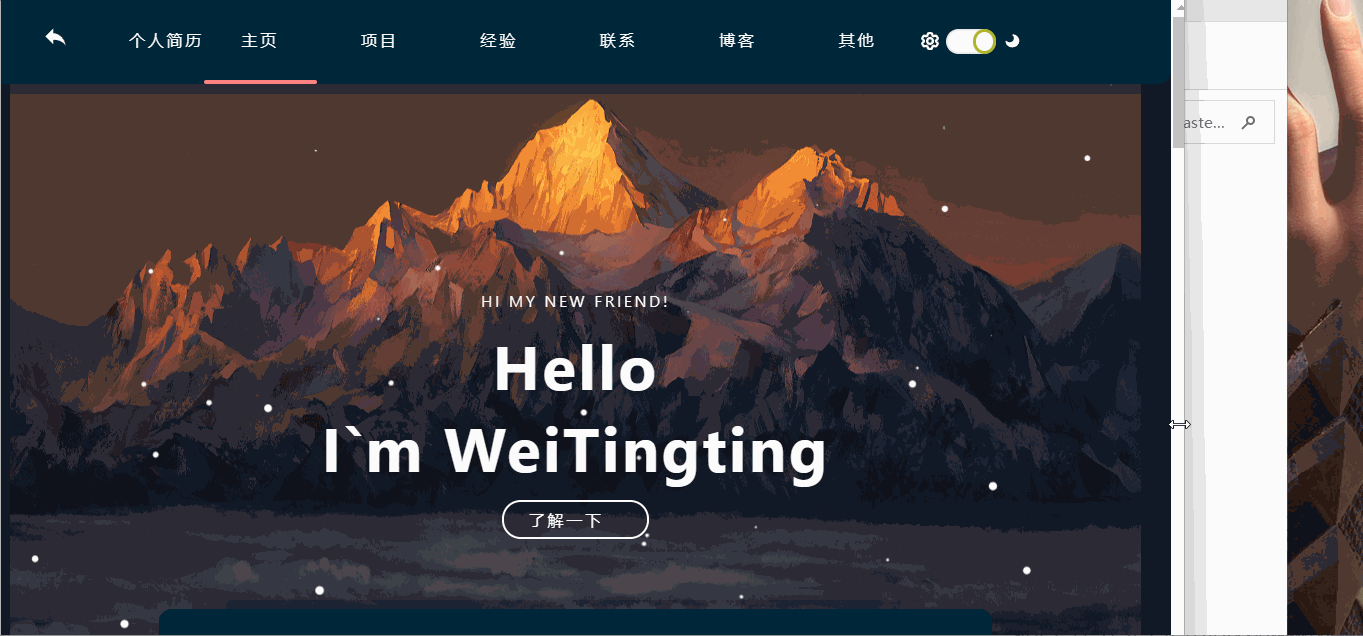 个人简历 主页 项目 经验 联系 博客 其他
aste...
HI MY NEW FRIEND!
Hello
I`m WeiTingting
了解一下